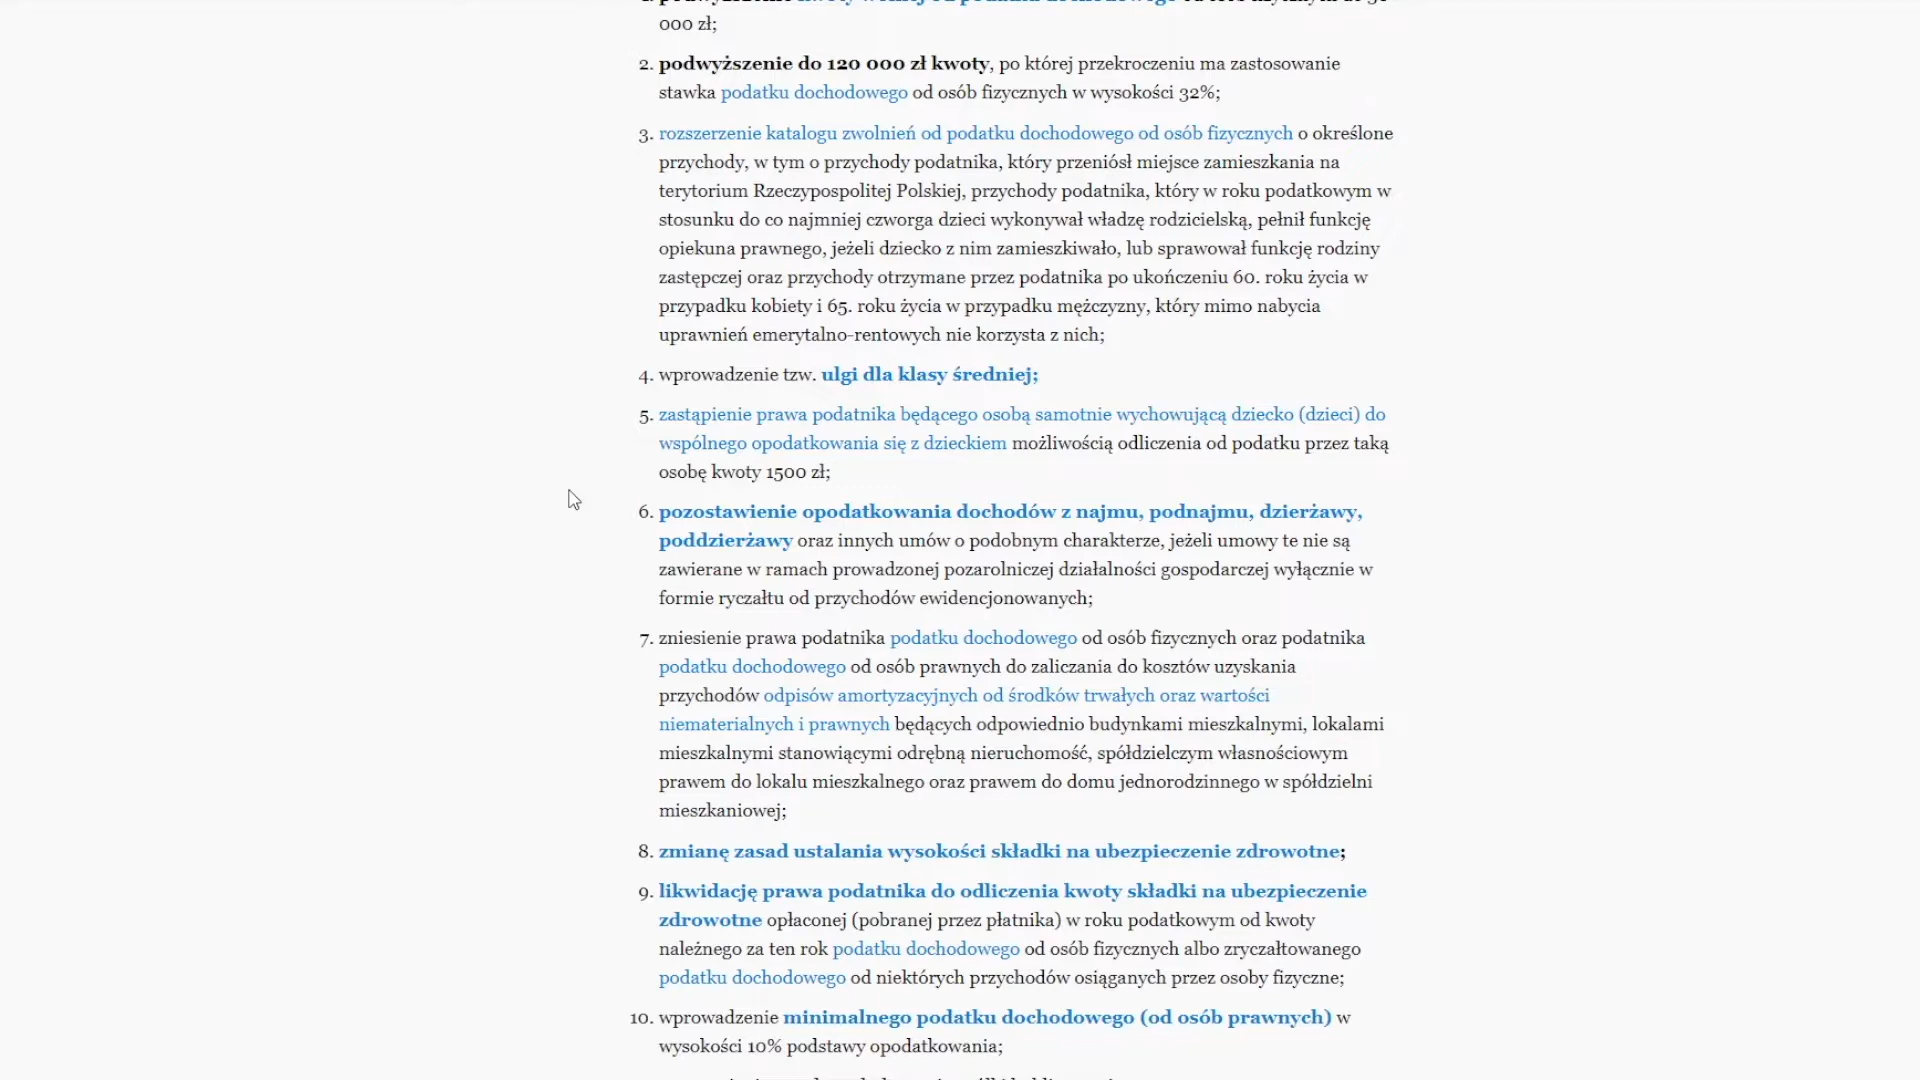 000 zł;
2. podwyższenie do 120 000 zł kwoty, po której przekroczeniu ma zastosowanie
stawka podatku dochodowego od osób fizycznych w wysokości 32%;
3. rozszerzenie katalogu zwolnień od podatku dochodowego od osób fizycznych o określone
przychody, w tym o przychody podatnika, który przeniósł miejsce zamieszkania na
terytorium Rzeczypospolitej Polskiej, przychody podatnika, który w roku podatkowym w
stosunku do co najmniej czworga dzieci wykonywał władzę rodzicielską, pełnił funkcję
opiekuna prawnego, jeżeli dziecko z nim zamieszkiwało, lub sprawował funkcję rodziny
zastępczej oraz przychody otrzymane przez podatnika po ukończeniu 60. roku życia w
przypadku kobiety i 65. roku życia w przypadku mężczyzny, który mimo nabycia
uprawnień emerytalno-rentowych nie korzysta z nich;
4. wprowadzenie tzw. ulgi dla klasy średniej;
5. zastąpienie prawa podatnika będącego osobą samotnie wychowującą dziecko (dzieci) do
wspólnego opodatkowania się z dzieckiem możliwością odliczenia od podatku przez taką
osobę kwoty 1500 zł;
6. pozostawienie opodatkowania dochodów z najmu, podnajmu, dzierżawy,
poddzierżawy oraz innych umów o podobnym charakterze, jeżeli umowy te nie są
zawierane w ramach prowadzonej pozarolniczej działalności gospodarczej wyłącznie w
formie ryczałtu od przychodów ewidencjonowanych;
7. zniesienie prawa podatnika podatku dochodowego od osób fizycznych oraz podatnika
podatku dochodowego od osób prawnych do zaliczania do kosztów uzyskania
przychodów odpisów amortyzacyjnych od środków trwałych oraz wartości
niematerialnych i prawnych będących odpowiednio budynkami mieszkalnymi, lokalami
mieszkalnymi stanowiącymi odrębną nieruchomość, spółdzielczym własnościowym
prawem do lokalu mieszkalnego oraz prawem do domu jednorodzinnego w spółdzielni
mieszkaniowej;
8. zmianę zasad ustalania wysokości składki na ubezpieczenie zdrowotne;
9. likwidację prawa podatnika do odliczenia kwoty składki na ubezpieczenie
zdrowotne opłaconej (pobranej przez płatnika) w roku podatkowym od kwoty
należnego za ten rok podatku dochodowego od osób fizycznych albo zryczałtowanego
podatku dochodowego od niektórych przychodów osiąganych przez osoby fizyczne;
10. wprowadzenie minimalnego podatku dochodowego (od osób prawnych) w
wysokości 10% podstawy opodatkowania;